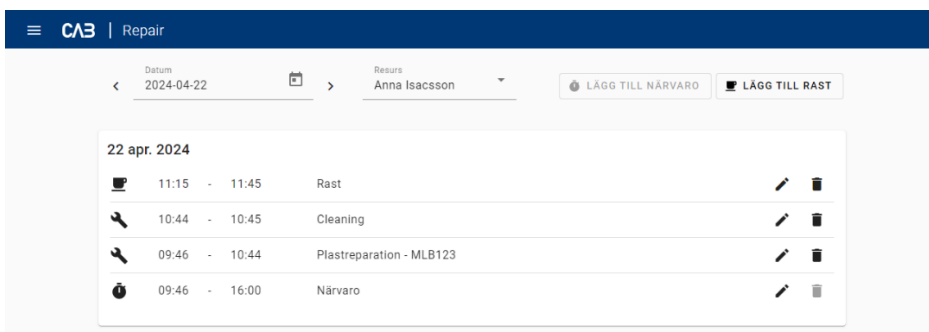 CAB | Repair
Datum
2024-04-22
Resurs
Anna Isacsson
LÄGG TILL NÄRVARO
LÄGG TILL RAST
22 apr. 2024
11:15 - 11:45 Rast
10:44 - 10:45 Cleaning
09:46 - 10:44 Plastreparation - MLB123
09:46 - 16:00 Närvaro